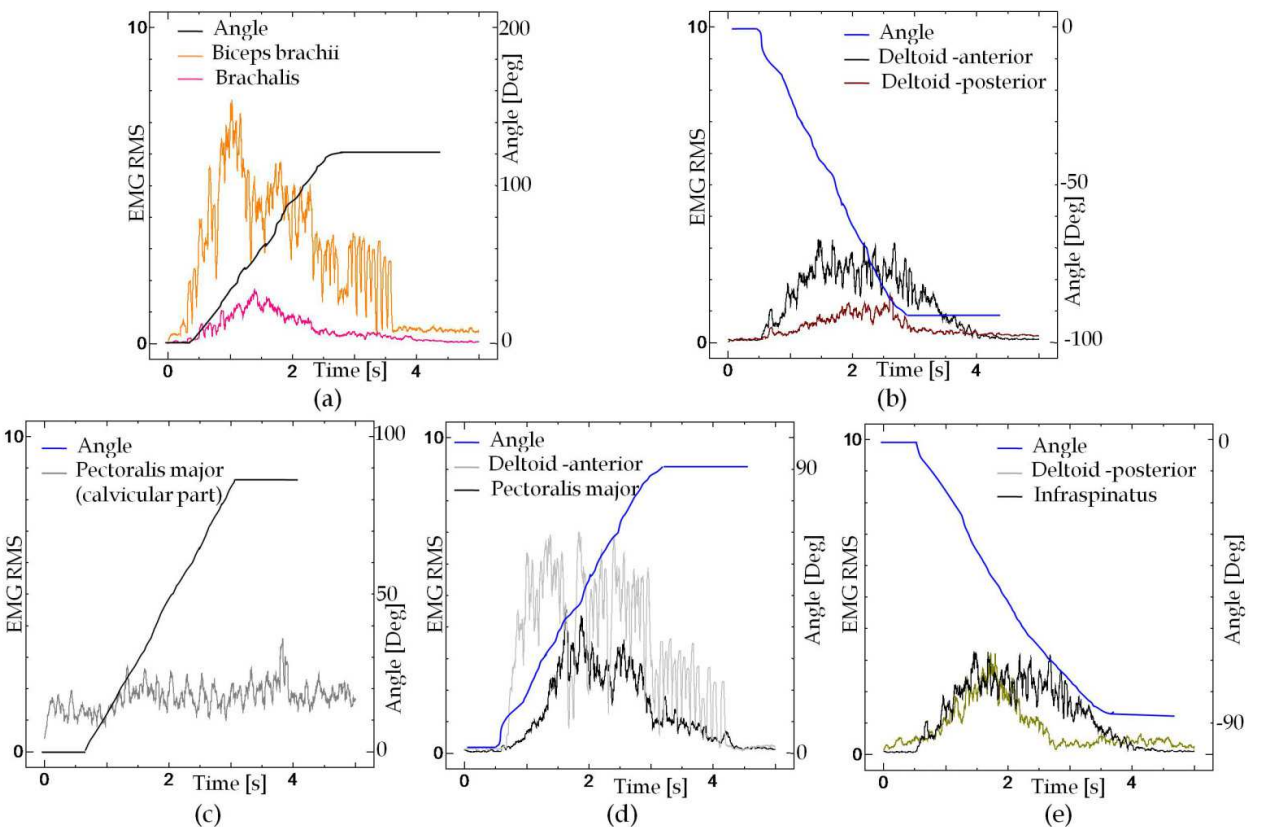 10
200
Angle
Biceps brachii
Brachalis
EMG RMS
Angle [Deg]
100
0
0
0
2
4
Time [s]
(a)
10
0
Angle
Deltoid -anterior
Deltoid -posterior
EMG RMS
Angle [Deg]
-50
0
-100
0
2
4
Time [s]
(b)
10
100
Angle
Pectoralis major
(calvicular part)
EMG RMS
Angle [Deg]
50
0
0
0
2
4
Time [s]
(c)
10
Angle
90
Deltoid -anterior
Pectoralis major
EMG RMS
Angle [Deg]
0
0
0
2
4
Time [s]
(d)
10
0
Angle
Deltoid -posterior
Infraspinatus
EMG RMS
Angle [Deg]
-90
0
0
2
4
Time [s]
(e)